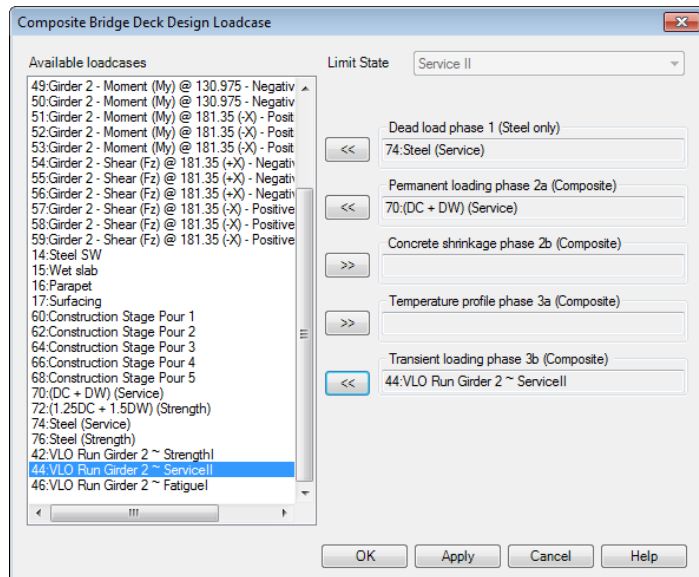 Composite Bridge Deck Design Loadcase
Available loadcases
49:Girder 2 - Moment (My) @ 130.975 - Negativ
50:Girder 2 - Moment (My) @ 130.975 - Negativ
51:Girder 2 - Moment (My) @ 181.35 (-X) - Posit
52:Girder 2 - Moment (My) @ 181.35 (-X) - Posit
53:Girder 2 - Moment (My) @ 181.35 (-X) - Posit
54:Girder 2 - Shear (Fz) @ 181.35 (+X) - Negativ
55:Girder 2 - Shear (Fz) @ 181.35 (+X) - Negativ
56:Girder 2 - Shear (Fz) @ 181.35 (+X) - Negativ
57:Girder 2 - Shear (Fz) @ 181.35 (-X) - Positive
58:Girder 2 - Shear (Fz) @ 181.35 (-X) - Positive
59:Girder 2 - Shear (Fz) @ 181.35 (-X) - Positive
14:Steel SW
15:Wet slab
16:Parapet
17:Surfacing
60:Construction Stage Pour 1
62:Construction Stage Pour 2
64:Construction Stage Pour 3
66:Construction Stage Pour 4
68:Construction Stage Pour 5
70:(DC + DW) (Service)
72:(1.25DC + 1.5DW) (Strength)
74:Steel (Service)
76:Steel (Strength)
42:VLO Run Girder 2 ~ StrengthI
44:VLO Run Girder 2 ~ ServiceII
46:VLO Run Girder 2 ~ FatigueI
Limit State
Service II
Dead load phase 1 (Steel only)
<<
74:Steel (Service)
Permanent loading phase 2a (Composite)
<<
70:(DC + DW) (Service)
Concrete shrinkage phase 2b (Composite)
>>
Temperature profile phase 3a (Composite)
>>
Transient loading phase 3b (Composite)
<<
44:VLO Run Girder 2 ~ ServiceII
OK
Apply
Cancel
Help